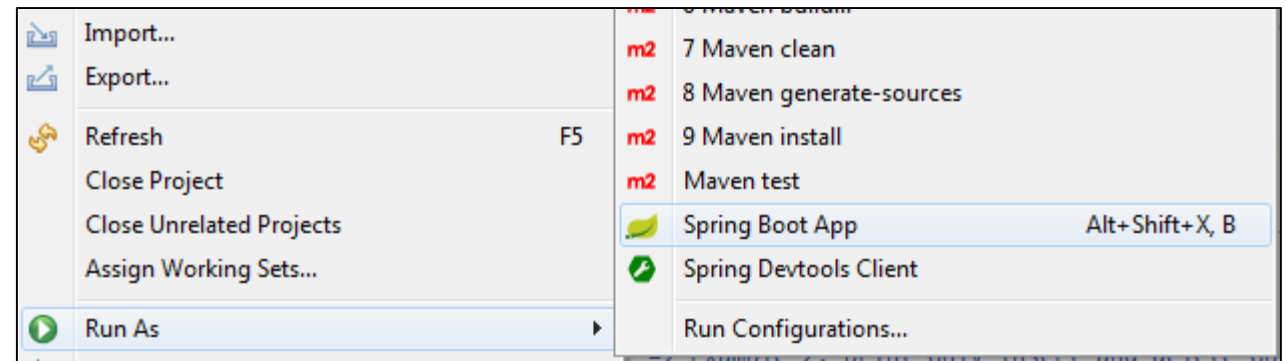 Import...
Export...
Refresh F5
Close Project
Close Unrelated Projects
Assign Working Sets...
Run As
m2 7 Maven clean
m2 8 Maven generate-sources
m2 9 Maven install
m2 Maven test
Spring Boot App Alt+Shift+X, B
Spring Devtools Client
Run Configurations...